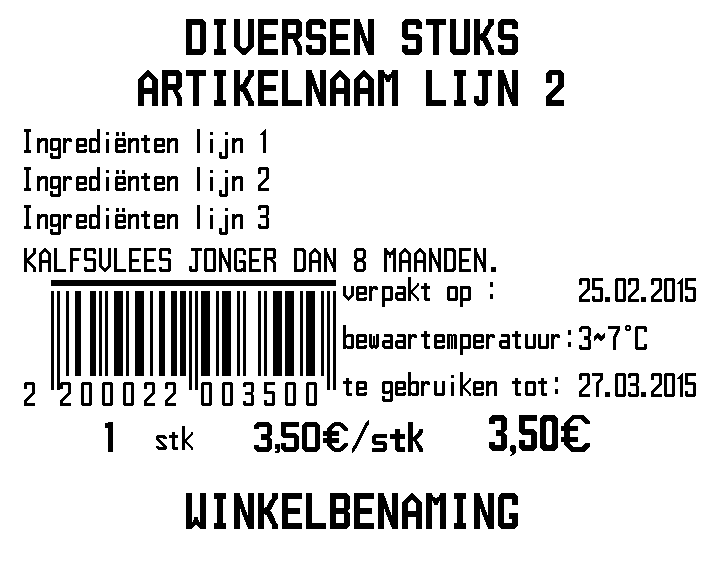 DIVERSEN STUKS
ARTIKELNAAM LIJN 2
Ingrediënten lijn 1
Ingrediënten lijn 2
Ingrediënten lijn 3
KALFSVLEES JONGER DAN 8 MAANDEN.
verpakt op : 25.02.2015
bewaartemperatuur:3~7°C
te gebruiken tot: 27.03.2015
2 200022 003500
1 stk 3,50€/stk 3,50€
WINKELBENAMING